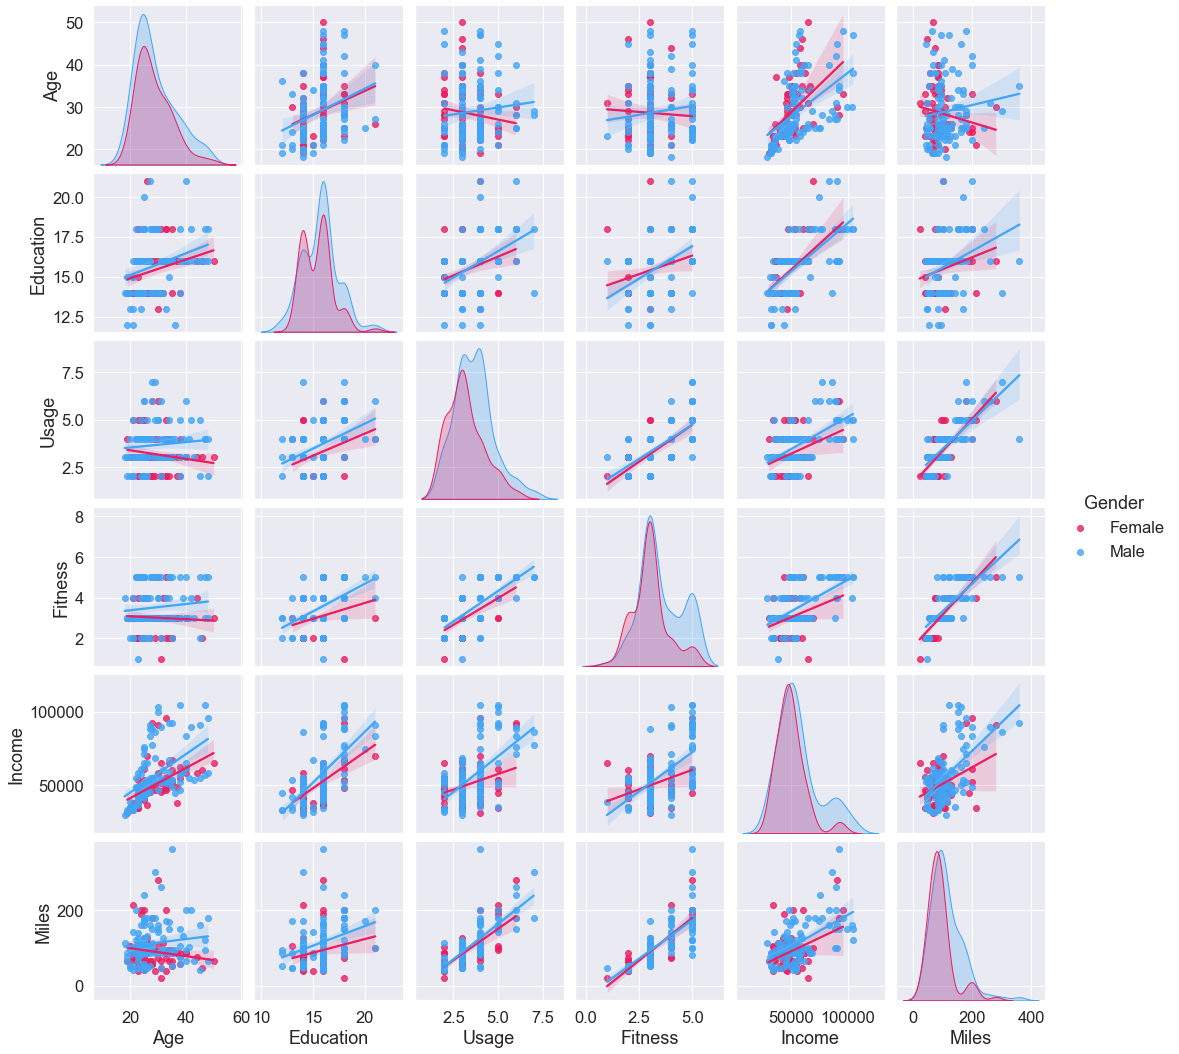 50
40
30
20
Age
20.0
17.5
15.0
12.5
Education
7.5
5.0
2.5
Usage
8
6
4
2
Fitness
100000
50000
Income
200
0
Miles
20 40 60 10 15 20 2.5 5.0 7.5 0.0 2.5 5.0 50000 100000 0 200 400
Age Education Usage Fitness Income Miles
Gender
Female
Male